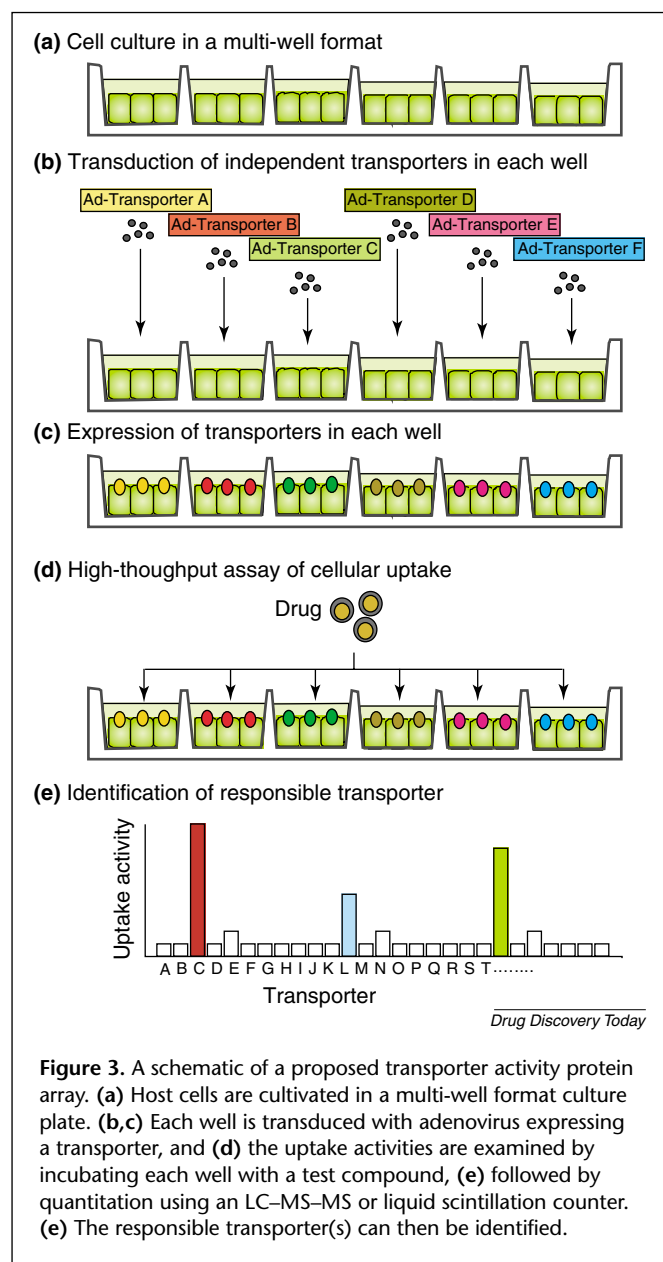 (a) Cell culture in a multi-well format
(b) Transduction of independent transporters in each well
Ad-Transporter A
Ad-Transporter B
Ad-Transporter C
Ad-Transporter D
Ad-Transporter E
Ad-Transporter F
(c) Expression of transporters in each well
(d) High-thoughput assay of cellular uptake
Drug
(e) Identification of responsible transporter
Uptake activity
A B C D E F G H I J K L M N O P Q R S T ........
Transporter
Drug Discovery Today
Figure 3. A schematic of a proposed transporter activity protein
array. (a) Host cells are cultivated in a multi-well format culture
plate. (b,c) Each well is transduced with adenovirus expressing
a transporter, and (d) the uptake activities are examined by
incubating each well with a test compound, (e) followed by
quantitation using an LC–MS–MS or liquid scintillation counter.
(e) The responsible transporter(s) can then be identified.